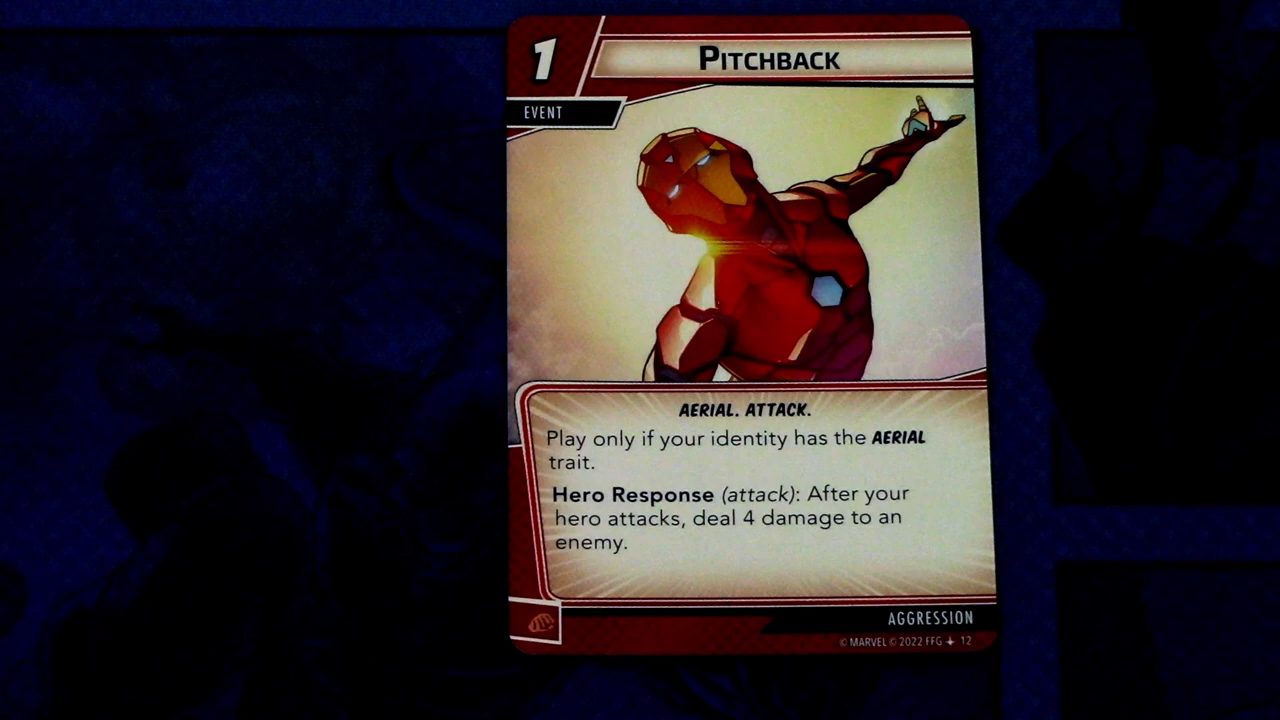 1
PITCHBACK
EVENT
AERIAL. ATTACK.
Play only if your identity has the AERIAL
trait.
Hero Response (attack): After your
hero attacks, deal 4 damage to an
enemy.
AGGRESSION
© MARVEL © 2022 FFG 12